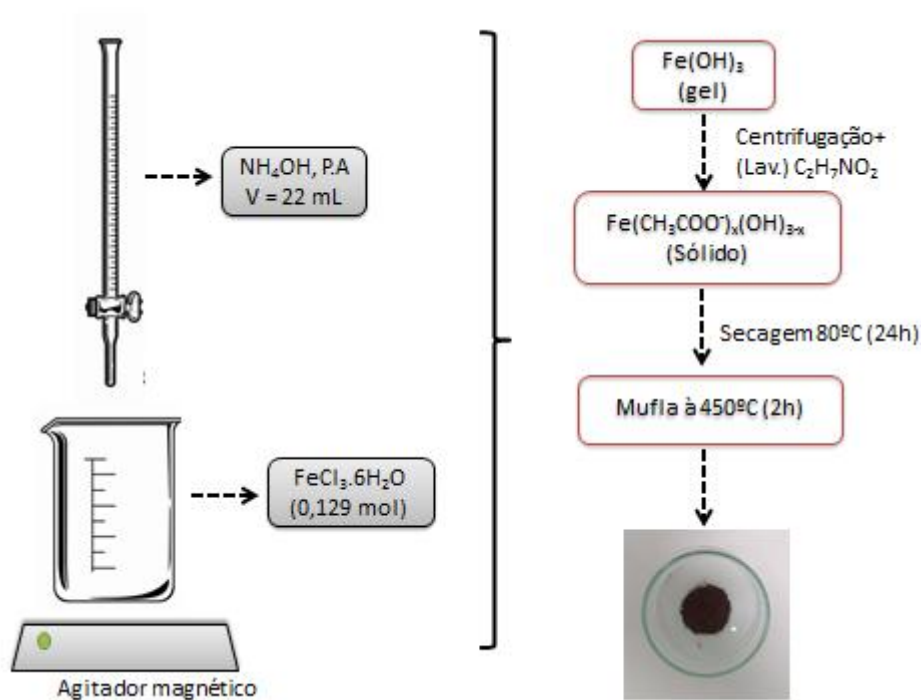 NH₄OH, P.A
V = 22 mL
FeCl₃.6H₂O
(0,129 mol)
Agitador magnético
Fe(OH)₃
(gel)
Centrifugação+
(Lav.) C₂H₇NO₂
Fe(CH₃COO⁻)ₓ(OH)₃₋ₓ
(Sólido)
Secagem 80ºC (24h)
Mufla à 450ºC (2h)